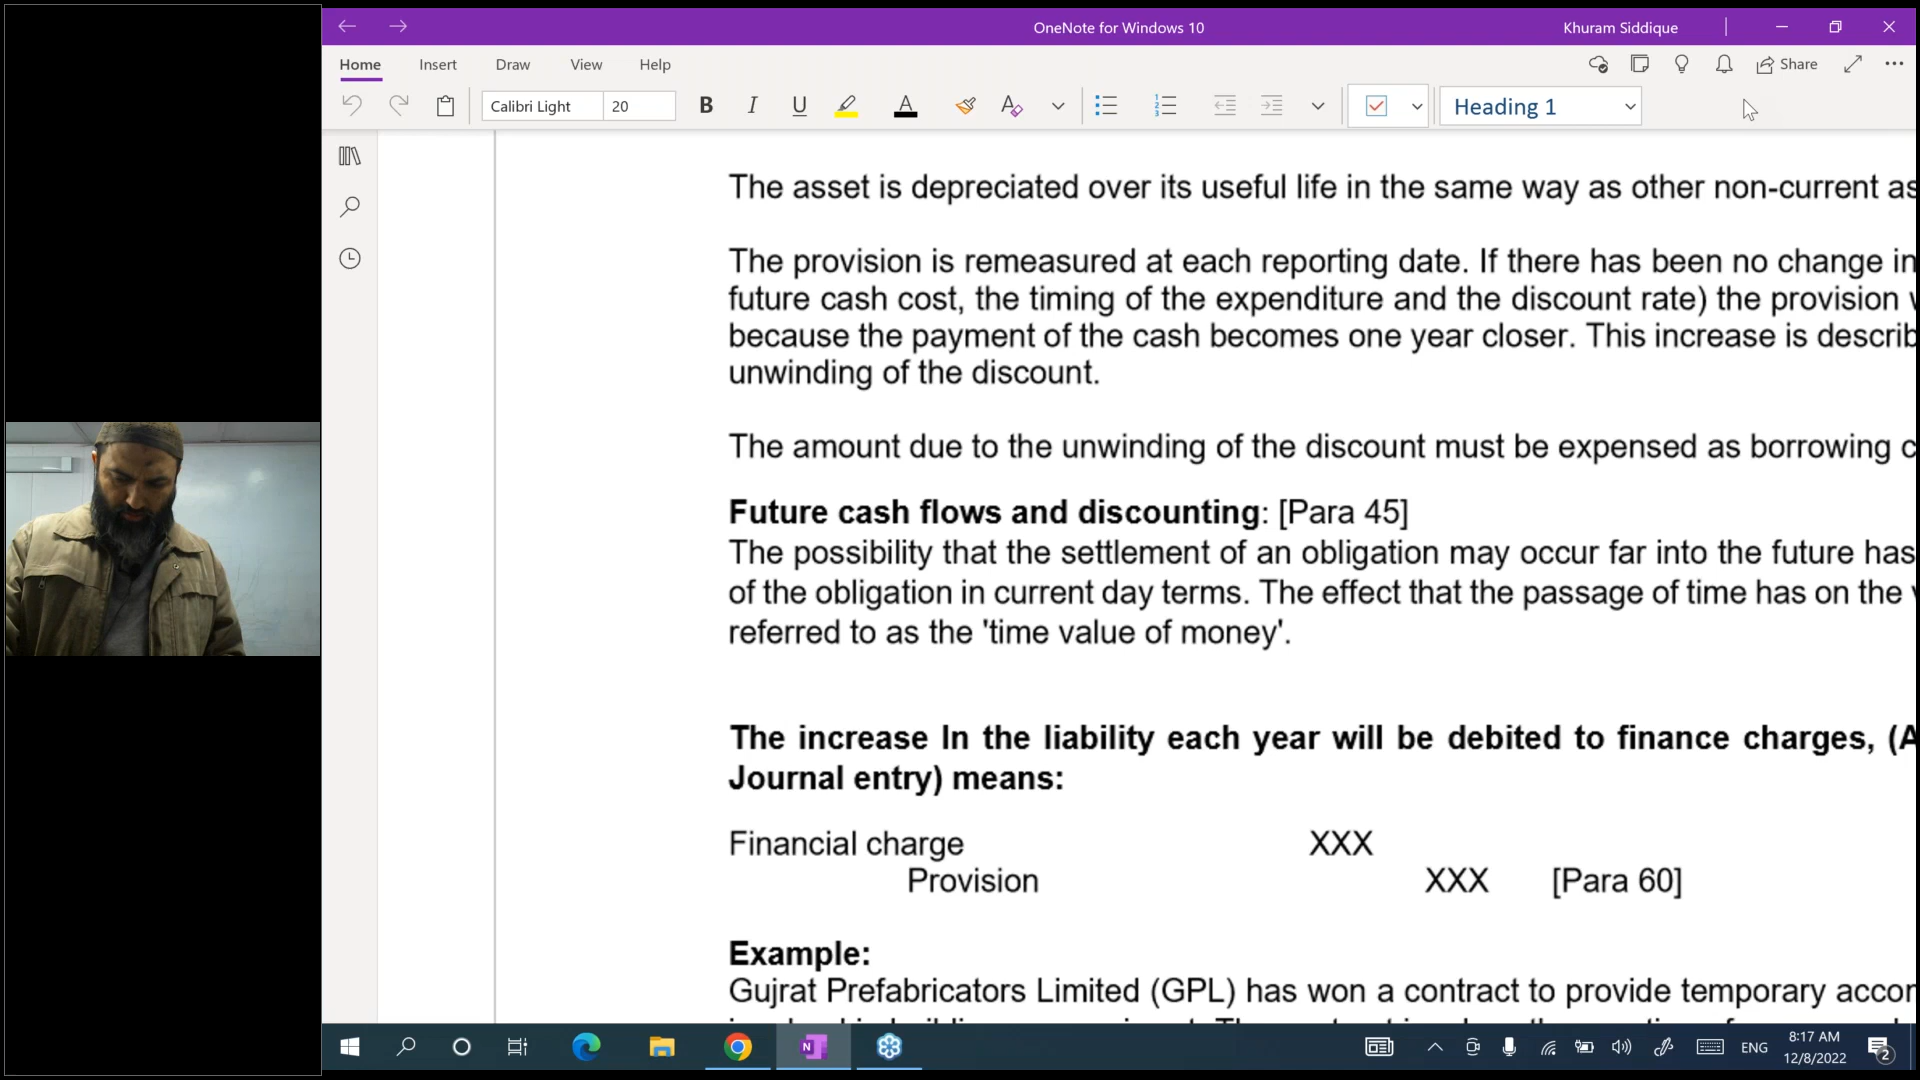 OneNote for Windows 10
Khuram Siddique
Home Insert Draw View Help
Share
Calibri Light 20 B I U A A Heading 1
The asset is depreciated over its useful life in the same way as other non-current as
The provision is remeasured at each reporting date. If there has been no change in
future cash cost, the timing of the expenditure and the discount rate) the provision
because the payment of the cash becomes one year closer. This increase is describ
unwinding of the discount.
The amount due to the unwinding of the discount must be expensed as borrowing c
Future cash flows and discounting: [Para 45]
The possibility that the settlement of an obligation may occur far into the future has
of the obligation in current day terms. The effect that the passage of time has on the
referred to as the 'time value of money'.
The increase In the liability each year will be debited to finance charges, (A
Journal entry) means:
Financial charge XXX
Provision XXX [Para 60]
Example:
Gujrat Prefabricators Limited (GPL) has won a contract to provide temporary accor
ENG
8:17 AM
12/8/2022
2